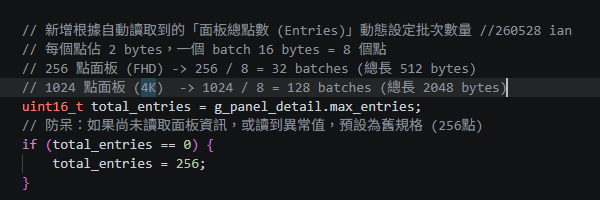 // 新增根據自動讀取到的「面板總點數 (Entries)」動態設定批次數量 //260528 ian
// 每個點佔 2 bytes，一個 batch 16 bytes = 8 個點
// 256 點面板 (FHD) -> 256 / 8 = 32 batches (總長 512 bytes)
// 1024 點面板 (4K)  -> 1024 / 8 = 128 batches (總長 2048 bytes)
uint16_t total_entries = g_panel_detail.max_entries;
// 防呆：如果尚未讀取面板資訊，或讀到異常值，預設為舊規格 (256點)
if (total_entries == 0) {
    total_entries = 256;
}